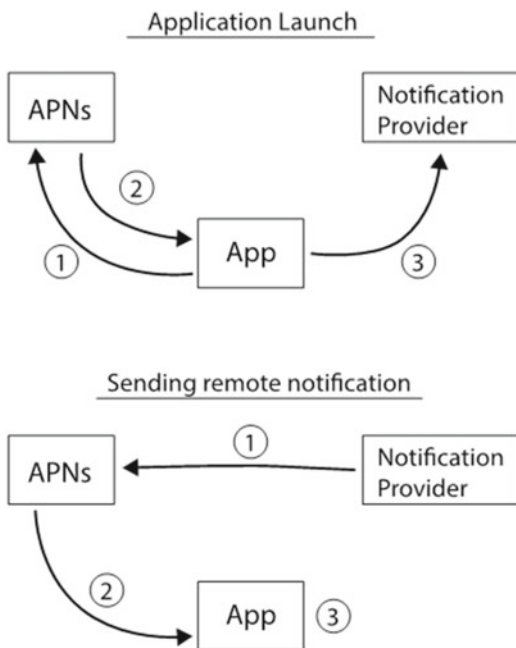 Application Launch
APNs
Notification
Provider
2
1
App
3
Sending remote notification
1
APNs
Notification
Provider
2
App
3